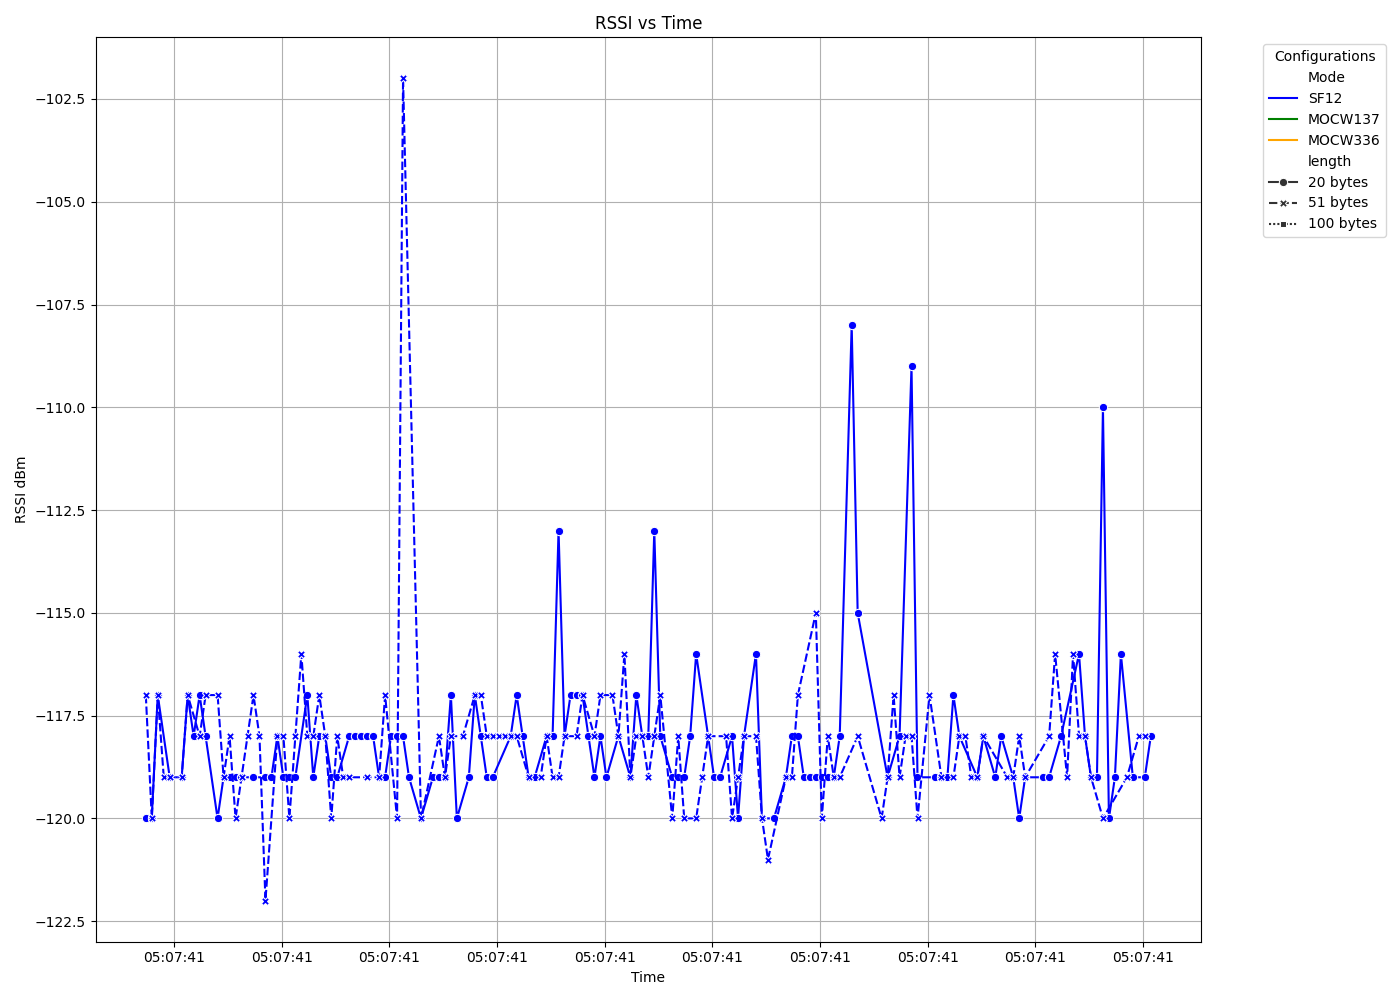 RSSI vs Time
Configurations
Mode
SF12
MOCW137
MOCW336
length
20 bytes
51 bytes
100 bytes
RSSI dBm
−102.5
−105.0
−107.5
−110.0
−112.5
−115.0
−117.5
−120.0
−122.5
05:07:41 05:07:41 05:07:41 05:07:41 05:07:41 05:07:41 05:07:41 05:07:41 05:07:41 05:07:41
Time